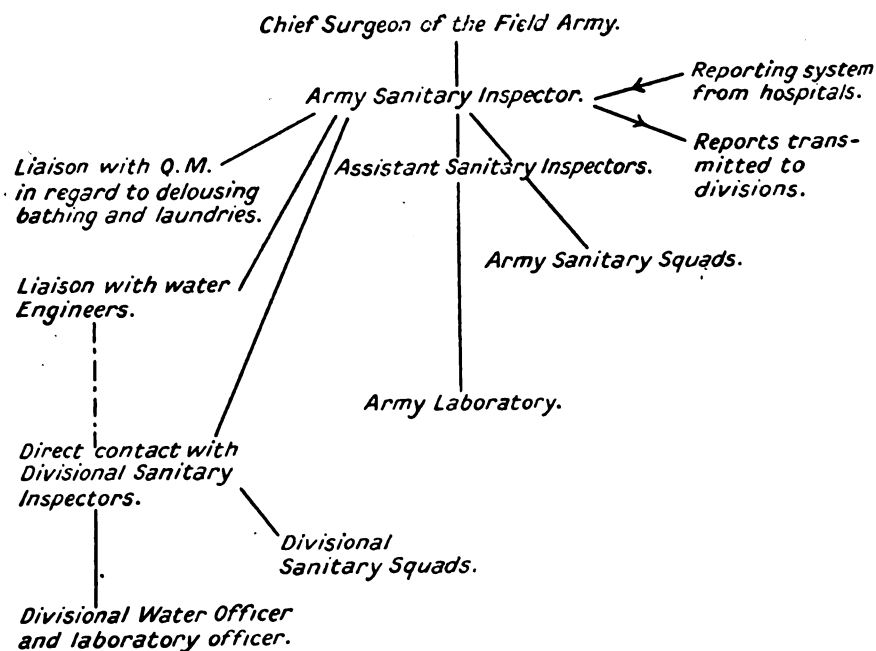 Chief Surgeon of the Field Army.
Army Sanitary Inspector.
Reporting system
from hospitals.
Reports trans-
mitted to
divisions.
Liaison with Q.M.
in regard to delousing
bathing and laundries.
Assistant Sanitary Inspectors.
Army Sanitary Squads.
Liaison with water
Engineers.
Army Laboratory.
Direct contact with
Divisional Sanitary
Inspectors.
Divisional
Sanitary Squads.
Divisional Water Officer
and laboratory officer.